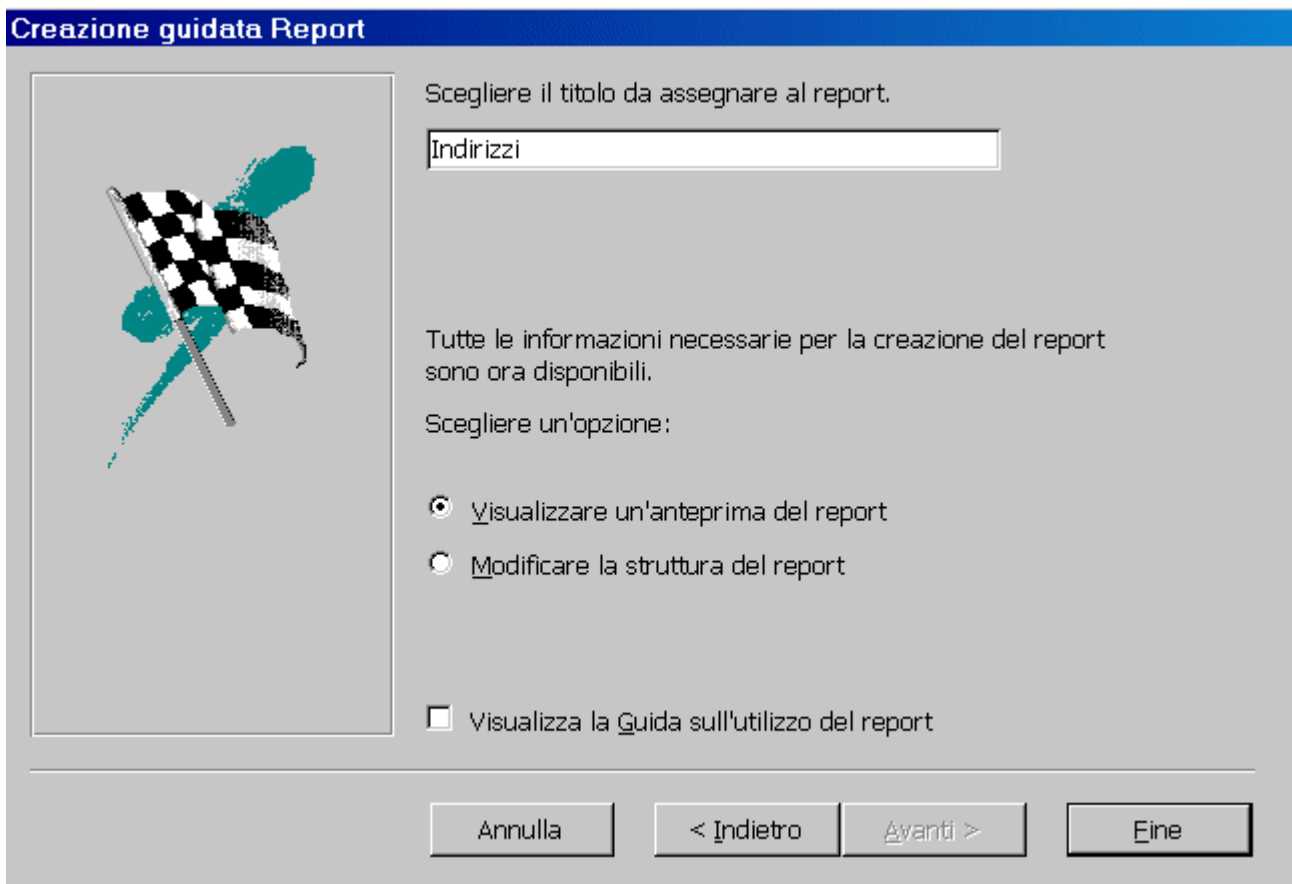 Creazione guidata Report
Scegliere il titolo da assegnare al report.
Indirizzi
Tutte le informazioni necessarie per la creazione del report
sono ora disponibili.
Scegliere un'opzione:
Visualizzare un'anteprima del report
Modificare la struttura del report
Visualizza la Guida sull'utilizzo del report
Annulla
< Indietro
Avanti >
Fine